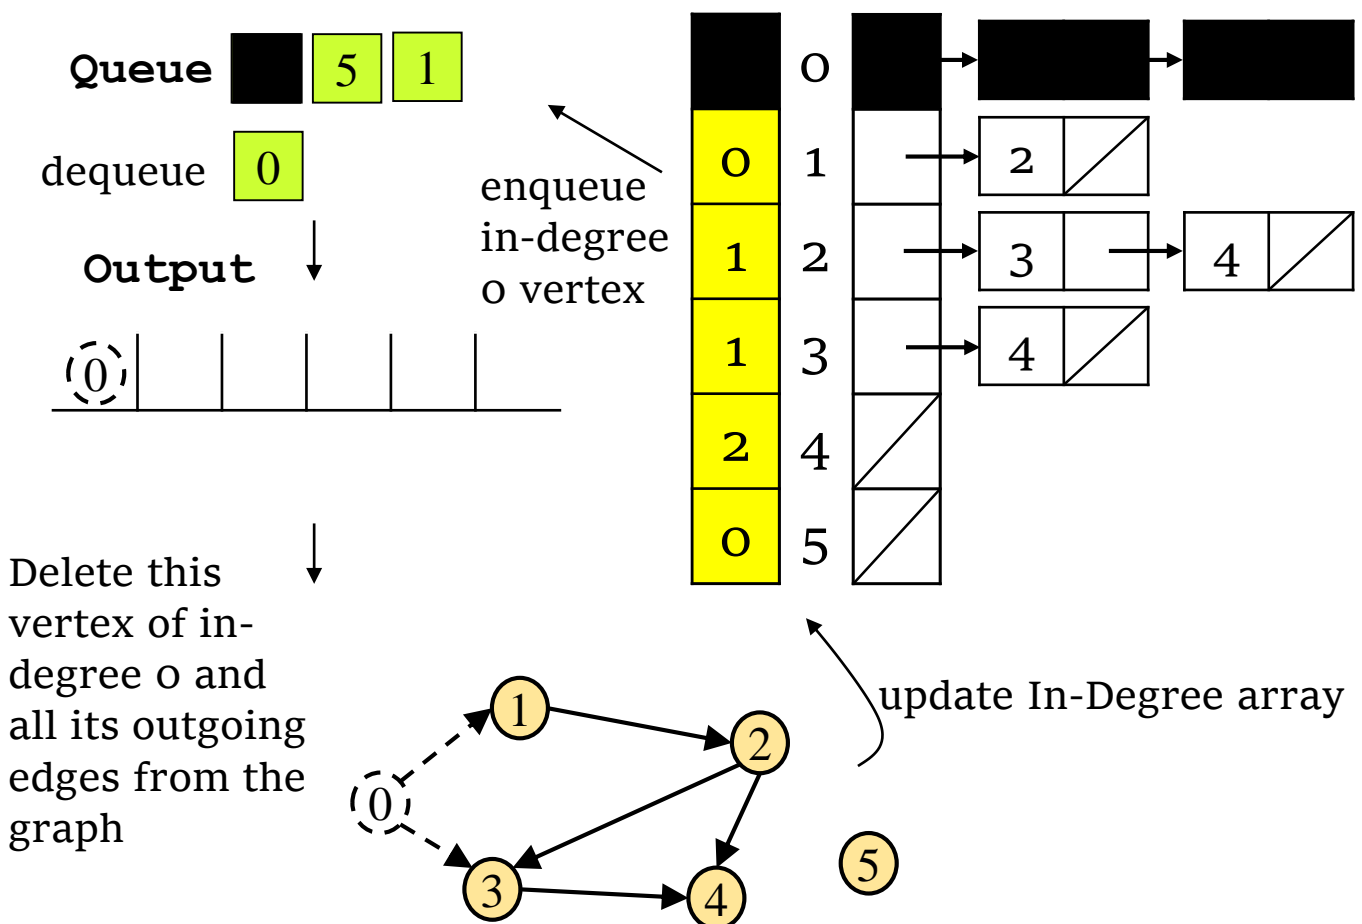 Queue 5 1
dequeue 0
Output
enqueue
in-degree
0 vertex
0
0
0 1 2
1 2 3 4
1 3 4
2 4
0 5
Delete this
vertex of in-
degree 0 and
all its outgoing
edges from the
graph
update In-Degree array
1
2
0
3
4
5